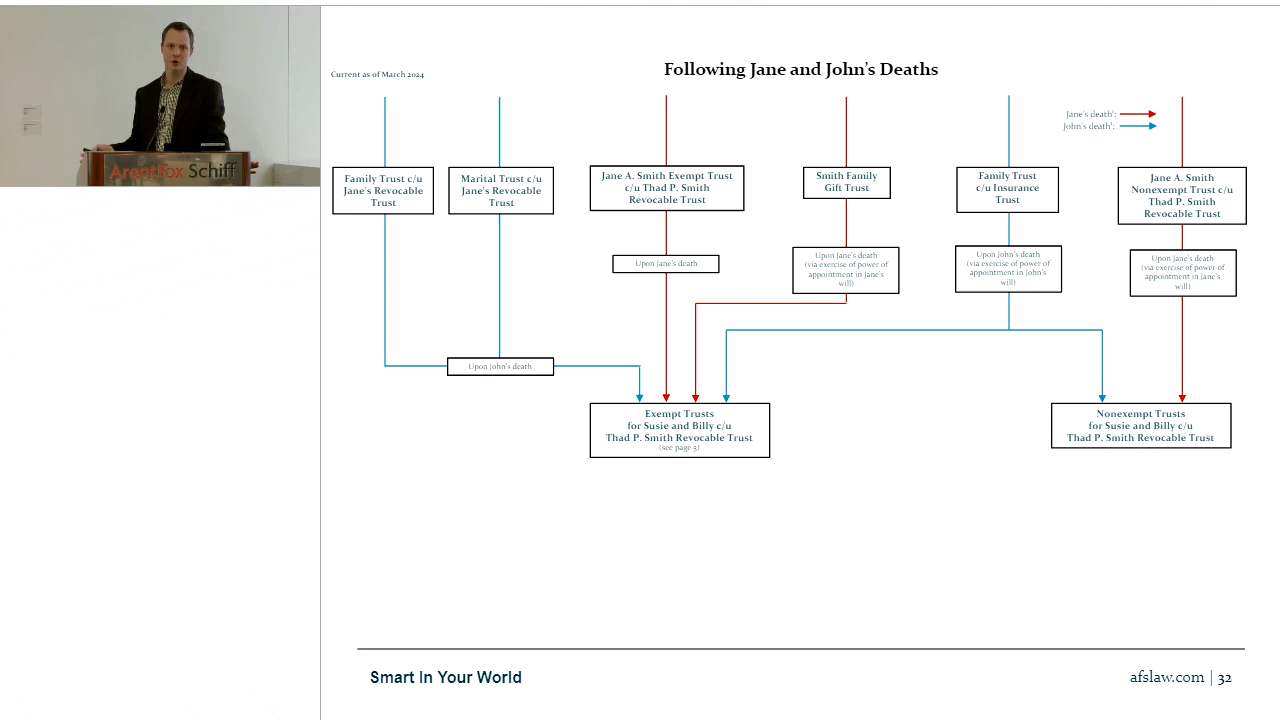 ArentFox Schiff
Current as of March 2024
Following Jane and John's Deaths
Jane's death¹:
John's death¹:
Family Trust c/u
Jane's Revocable
Trust
Marital Trust c/u
Jane's Revocable
Trust
Jane A. Smith Exempt Trust
c/u Thad P. Smith
Revocable Trust
Smith Family
Gift Trust
Family Trust
c/u Insurance
Trust
Jane A. Smith
Nonexempt Trust c/u
Thad P. Smith
Revocable Trust
Upon Jane's death
Upon Jane's death
(via exercise of power of
appointment in Jane's
will)
Upon John's death
(via exercise of power of
appointment in John's
will)
Upon Jane's death
(via exercise of power of
appointment in Jane's
will)
Upon John's death
Exempt Trusts
for Susie and Billy c/u
Thad P. Smith Revocable Trust
(see page 5)
Nonexempt Trusts
for Susie and Billy c/u
Thad P. Smith Revocable Trust
Smart In Your World
afslaw.com | 32